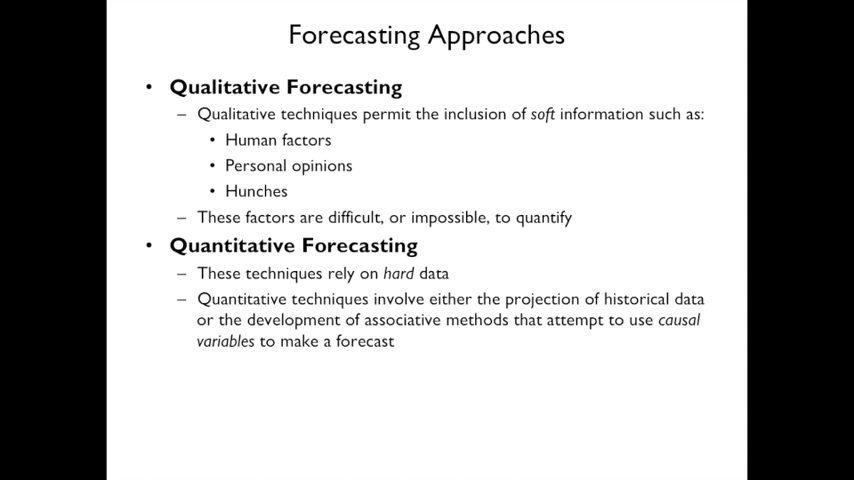 Forecasting Approaches
• Qualitative Forecasting
– Qualitative techniques permit the inclusion of soft information such as:
• Human factors
• Personal opinions
• Hunches
– These factors are difficult, or impossible, to quantify
• Quantitative Forecasting
– These techniques rely on hard data
– Quantitative techniques involve either the projection of historical data
or the development of associative methods that attempt to use causal
variables to make a forecast